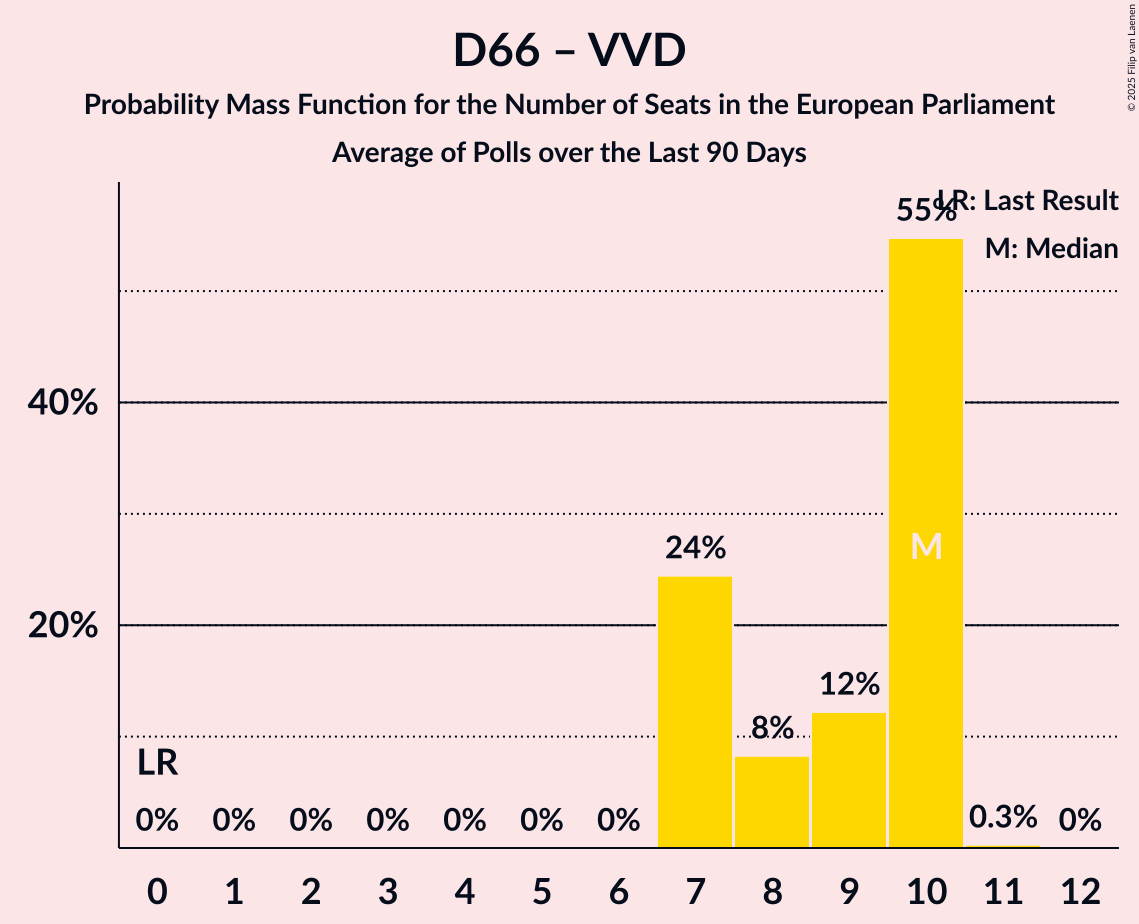 D66 – VVD
Probability Mass Function for the Number of Seats in the European Parliament
Average of Polls over the Last 90 Days
© 2025 Filip van Laenen
LR: Last Result
M: Median
55%
40%
M
24%
20%
12%
8%
LR
0% 0% 0% 0% 0% 0% 0% 0.3% 0%
0 1 2 3 4 5 6 7 8 9 10 11 12